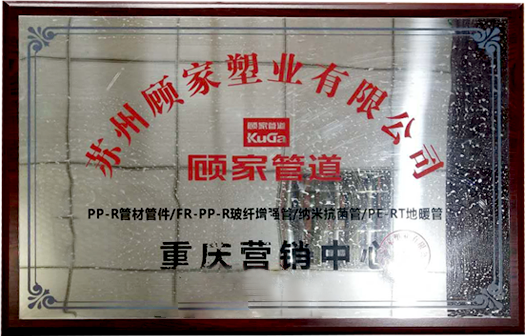 苏州顾家塑业有限公司
顾家管道
KuGa
顾家管道
PP-R管材管件/FR-PP-R玻纤增强管/纳米抗菌管/PE-RT地暖管
重庆营销中心